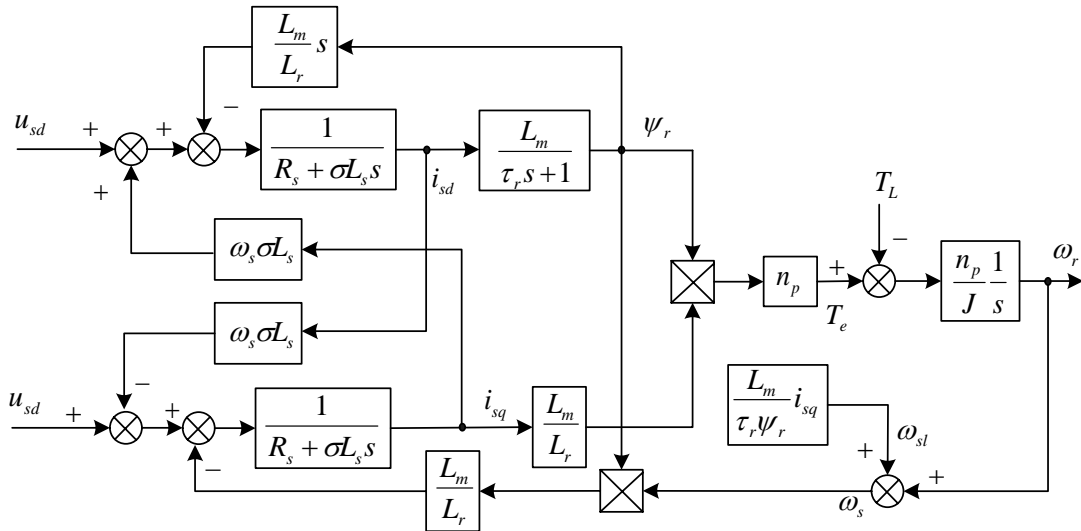 L_m / L_r s
u_sd
+
+
−
1 / R_s + σL_s s
L_m / τ_r s + 1
ψ_r
+
i_sd
T_L
−
ω_s σL_s
n_p
+
T_e
n_p / J 1 / s
ω_r
ω_s σL_s
−
u_sd
+
+
1 / R_s + σL_s s
i_sq
L_m / L_r
L_m / τ_r ψ_r i_sq
ω_sl
−
L_m / L_r
ω_s
+
+